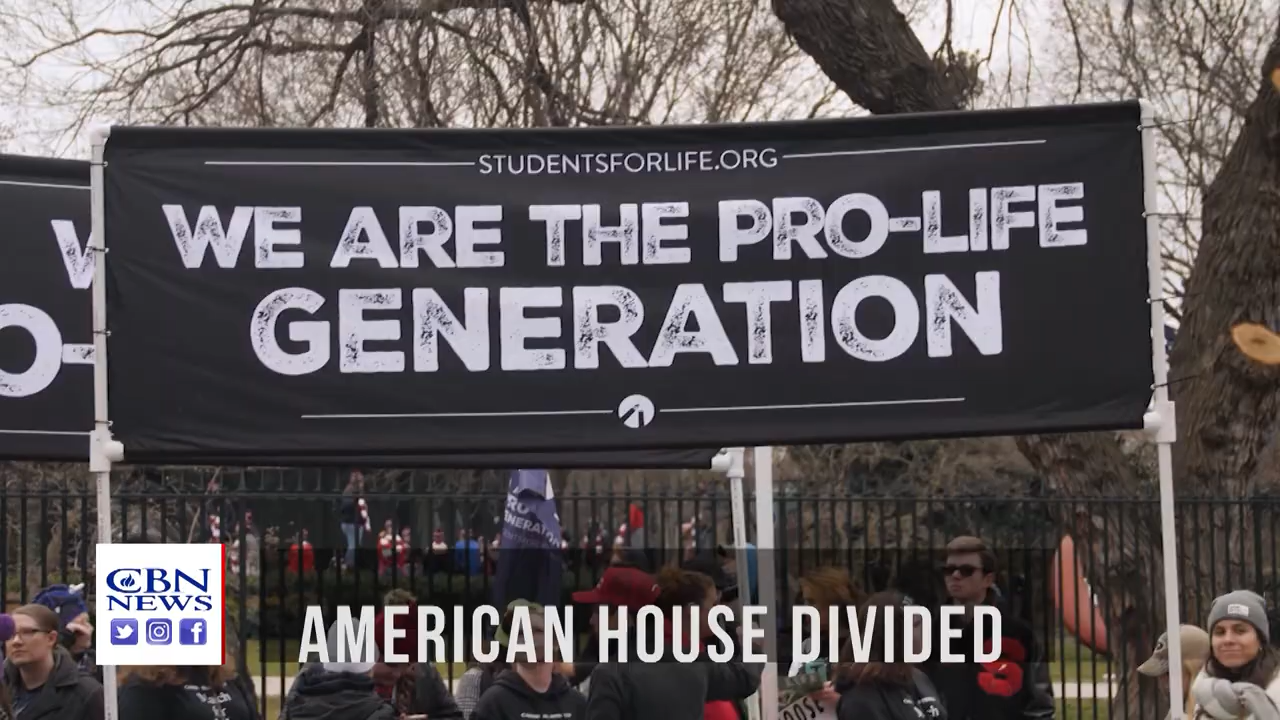 STUDENTSFORLIFE.ORG
WE ARE THE PRO-LIFE
GENERATION
W
O-
CBN
NEWS
AMERICAN HOUSE DIVIDED